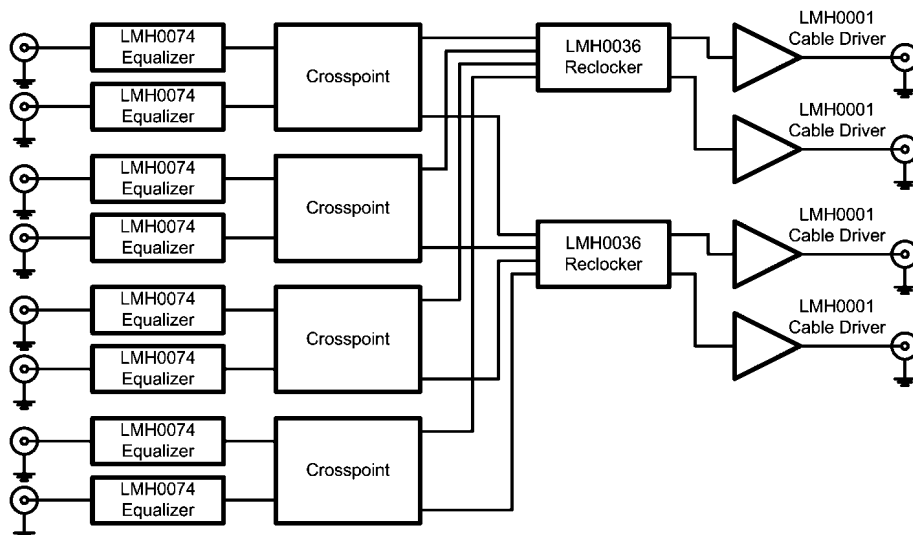 LMH0074
Equalizer
LMH0074
Equalizer
Crosspoint
LMH0036
Reclocker
LMH0001
Cable Driver
LMH0001
Cable Driver
LMH0074
Equalizer
LMH0074
Equalizer
Crosspoint
LMH0036
Reclocker
LMH0001
Cable Driver
LMH0001
Cable Driver
LMH0074
Equalizer
LMH0074
Equalizer
Crosspoint
LMH0074
Equalizer
LMH0074
Equalizer
Crosspoint